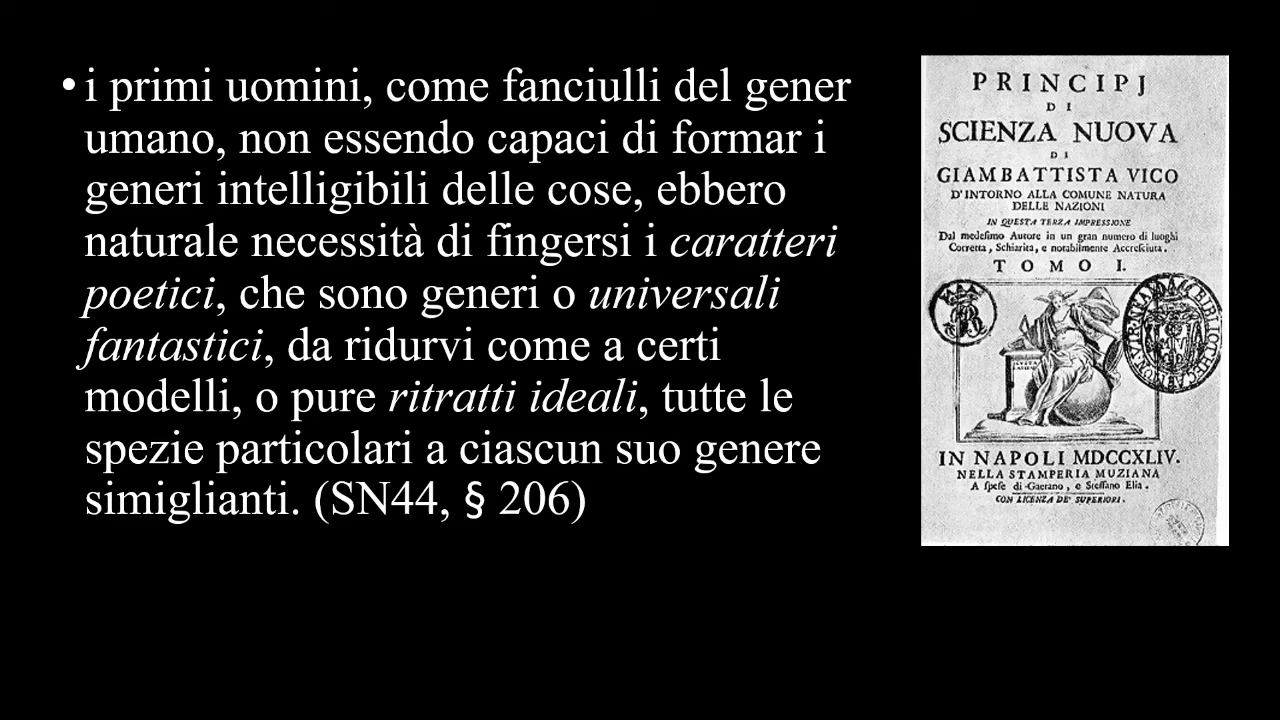 • i primi uomini, come fanciulli del gener
umano, non essendo capaci di formar i
generi intelligibili delle cose, ebbero
naturale necessità di fingersi i caratteri
poetici, che sono generi o universali
fantastici, da ridurvi come a certi
modelli, o pure ritratti ideali, tutte le
spezie particolari a ciascun suo genere
simiglianti. (SN44, § 206)
PRINCIPJ
DI
SCIENZA NUOVA
DI
GIAMBATTISTA VICO
D'INTORNO ALLA COMUNE NATURA
DELLE NAZIONI
IN QUESTA TERZA IMPRESSIONE
Dal medesimo Autore in un gran numero di luoghi
Corretta, Schiarita, e notabilmente Accresciuta.
TOMO I.
IN NAPOLI MDCCXLIV.
NELLA STAMPERIA MUZIANA
A spese di Gaetano, e Steffano Elia.
CON LICENZA DE' SUPERIORI.